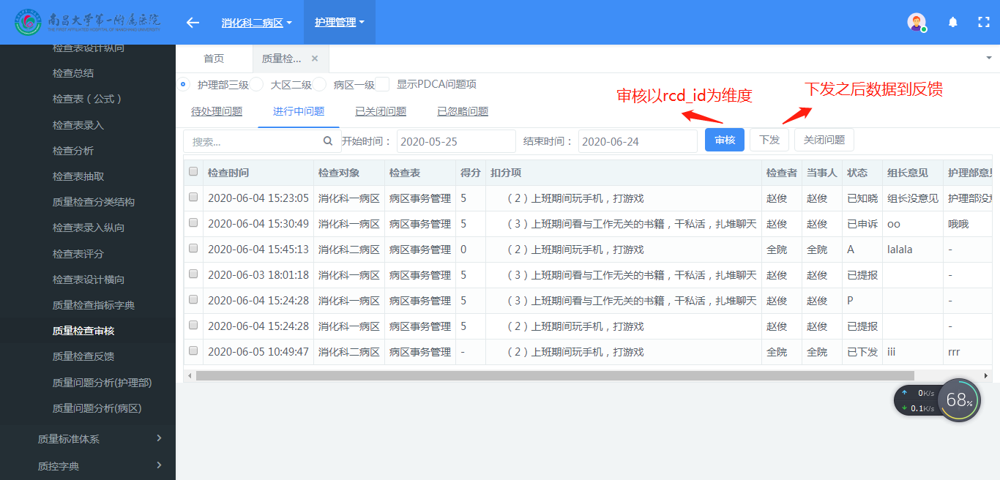 南昌大学第一附属医院
THE FIRST AFFILIATED HOSPITAL OF NANCHANG UNIVERSITY
消化科二病区
护理管理
检查表设计纵向
检查总结
检查表（公式）
检查表录入
检查分析
检查表抽取
质量检查分类结构
检查表录入纵向
检查表评分
检查表设计横向
质量检查指标字典
质量检查审核
质量检查反馈
质量问题分析(护理部)
质量问题分析(病区)
质量标准体系
质控字典
首页 质量检...
护理部三级 大区二级 病区一级 显示PDCA问题项
审核以rcd_id为维度
下发之后数据到反馈
待处理问题 进行中问题 已关闭问题 已忽略问题
搜索... 开始时间： 2020-05-25 结束时间： 2020-06-24 审核 下发 关闭问题
检查时间 检查对象 检查表 得分 扣分项 检查者 当事人 状态 组长意见 护理部意见
2020-06-04 15:23:05 消化科一病区 病区事务管理 5 （2）上班期间玩手机，打游戏 赵俊 赵俊 已知晓 组长没意见 护理部没意
2020-06-04 15:30:49 消化科一病区 病区事务管理 5 （3）上班期间看与工作无关的书籍，干私活，扎堆聊天 赵俊 赵俊 已申诉 oo 哦哦
2020-06-04 15:45:13 消化科二病区 病区事务管理 0 （2）上班期间玩手机，打游戏 全院 全院 A lalala -
2020-06-03 18:01:18 消化科一病区 病区事务管理 5 （3）上班期间看与工作无关的书籍，干私活，扎堆聊天 赵俊 赵俊 已提报 -
2020-06-04 15:24:28 消化科一病区 病区事务管理 5 （3）上班期间看与工作无关的书籍，干私活，扎堆聊天 赵俊 赵俊 P -
2020-06-04 15:24:28 消化科一病区 病区事务管理 5 （2）上班期间玩手机，打游戏 赵俊 赵俊 已提报 -
2020-06-05 10:49:47 消化科二病区 病区事务管理 - （2）上班期间玩手机，打游戏 全院 全院 已下发 iii rrr
0K/s
0.1K/s
68%